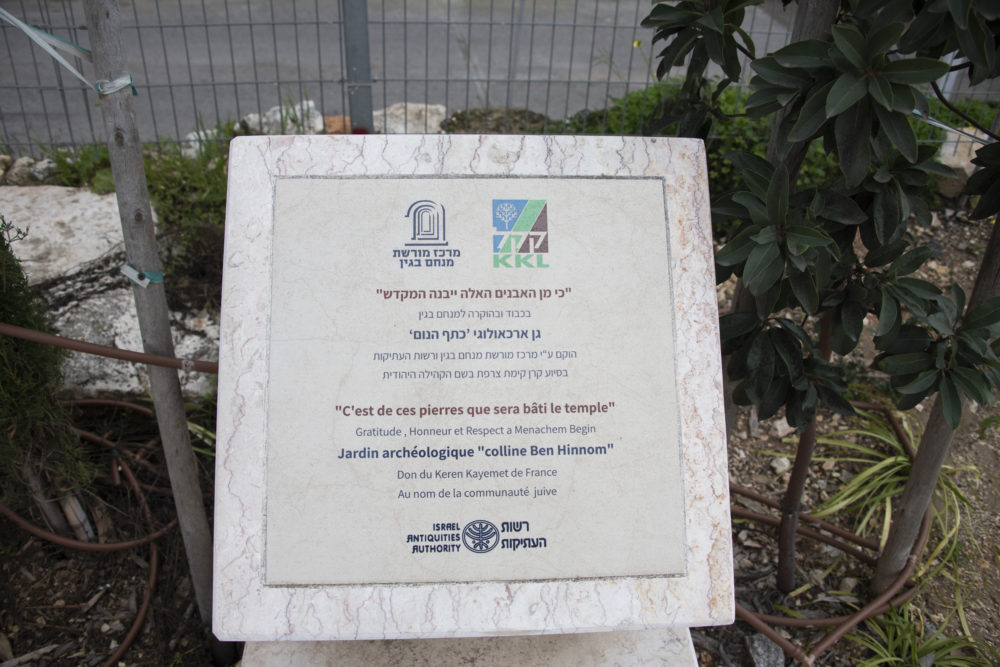 מרכז מורשת
מנחם בגין
קקל
KKL
"כי מן האבנים האלה ייבנה המקדש"
בכבוד ובהוקרה למנחם בגין
גן ארכאולוגי 'כתף הנום'
הוקם ע"י מרכז מורשת מנחם בגין ורשות העתיקות
בסיוע קרן קימת צרפת בשם הקהילה היהודית
"C'est de ces pierres que sera bâti le temple"
Gratitude , Honneur et Respect a Menachem Begin
Jardin archéologique "colline Ben Hinnom"
Don du Keren Kayemet de France
Au nom de la communauté juive
ISRAEL
ANTIQUITIES
AUTHORITY
רשות
העתיקות